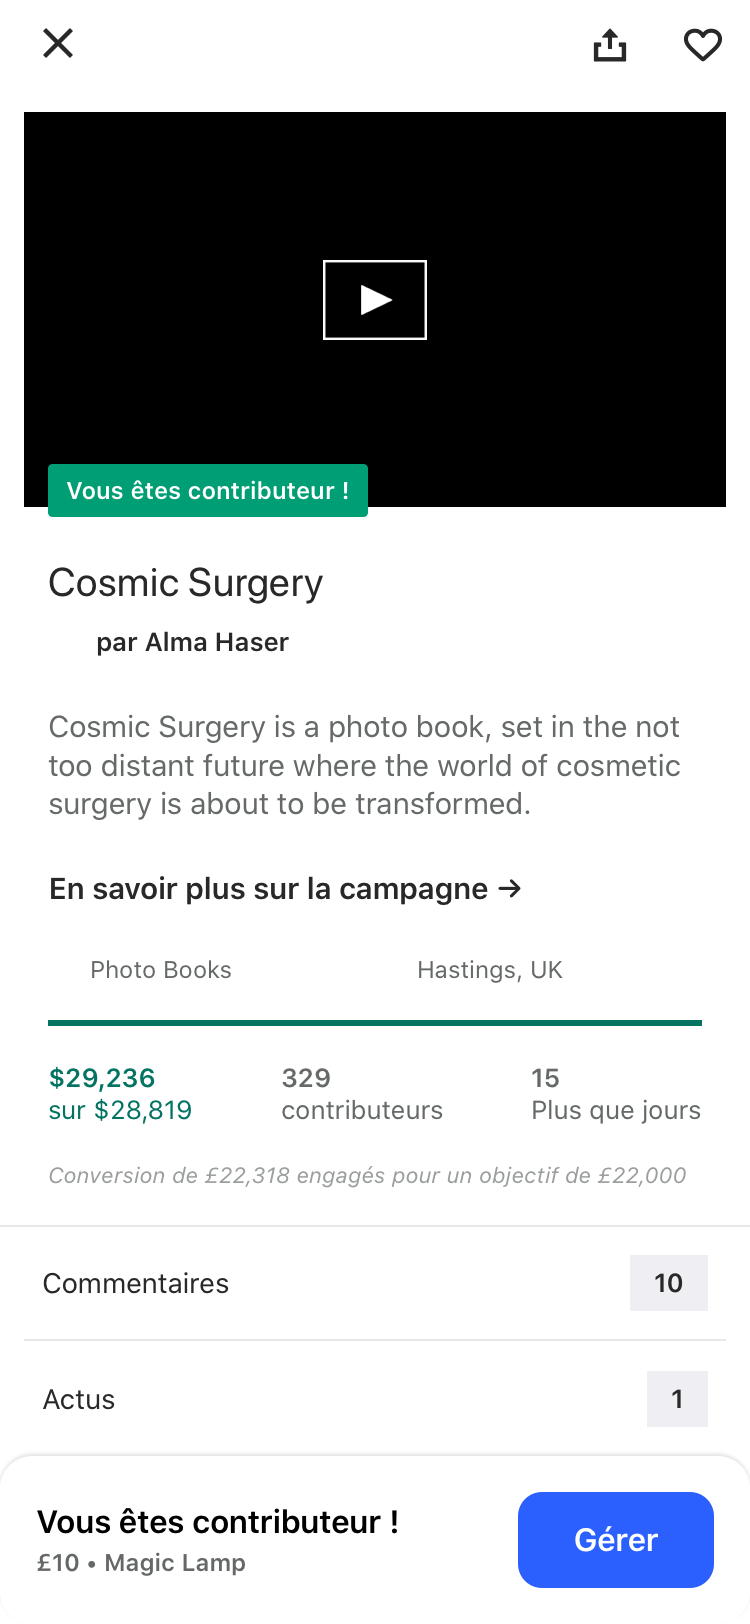 Vous êtes contributeur !
Cosmic Surgery
par Alma Haser
Cosmic Surgery is a photo book, set in the not
too distant future where the world of cosmetic
surgery is about to be transformed.
En savoir plus sur la campagne →
Photo Books
Hastings, UK
$29,236
sur $28,819
329
contributeurs
15
Plus que jours
Conversion de £22,318 engagés pour un objectif de £22,000
Commentaires
10
Actus
1
Vous êtes contributeur !
£10 • Magic Lamp
Gérer